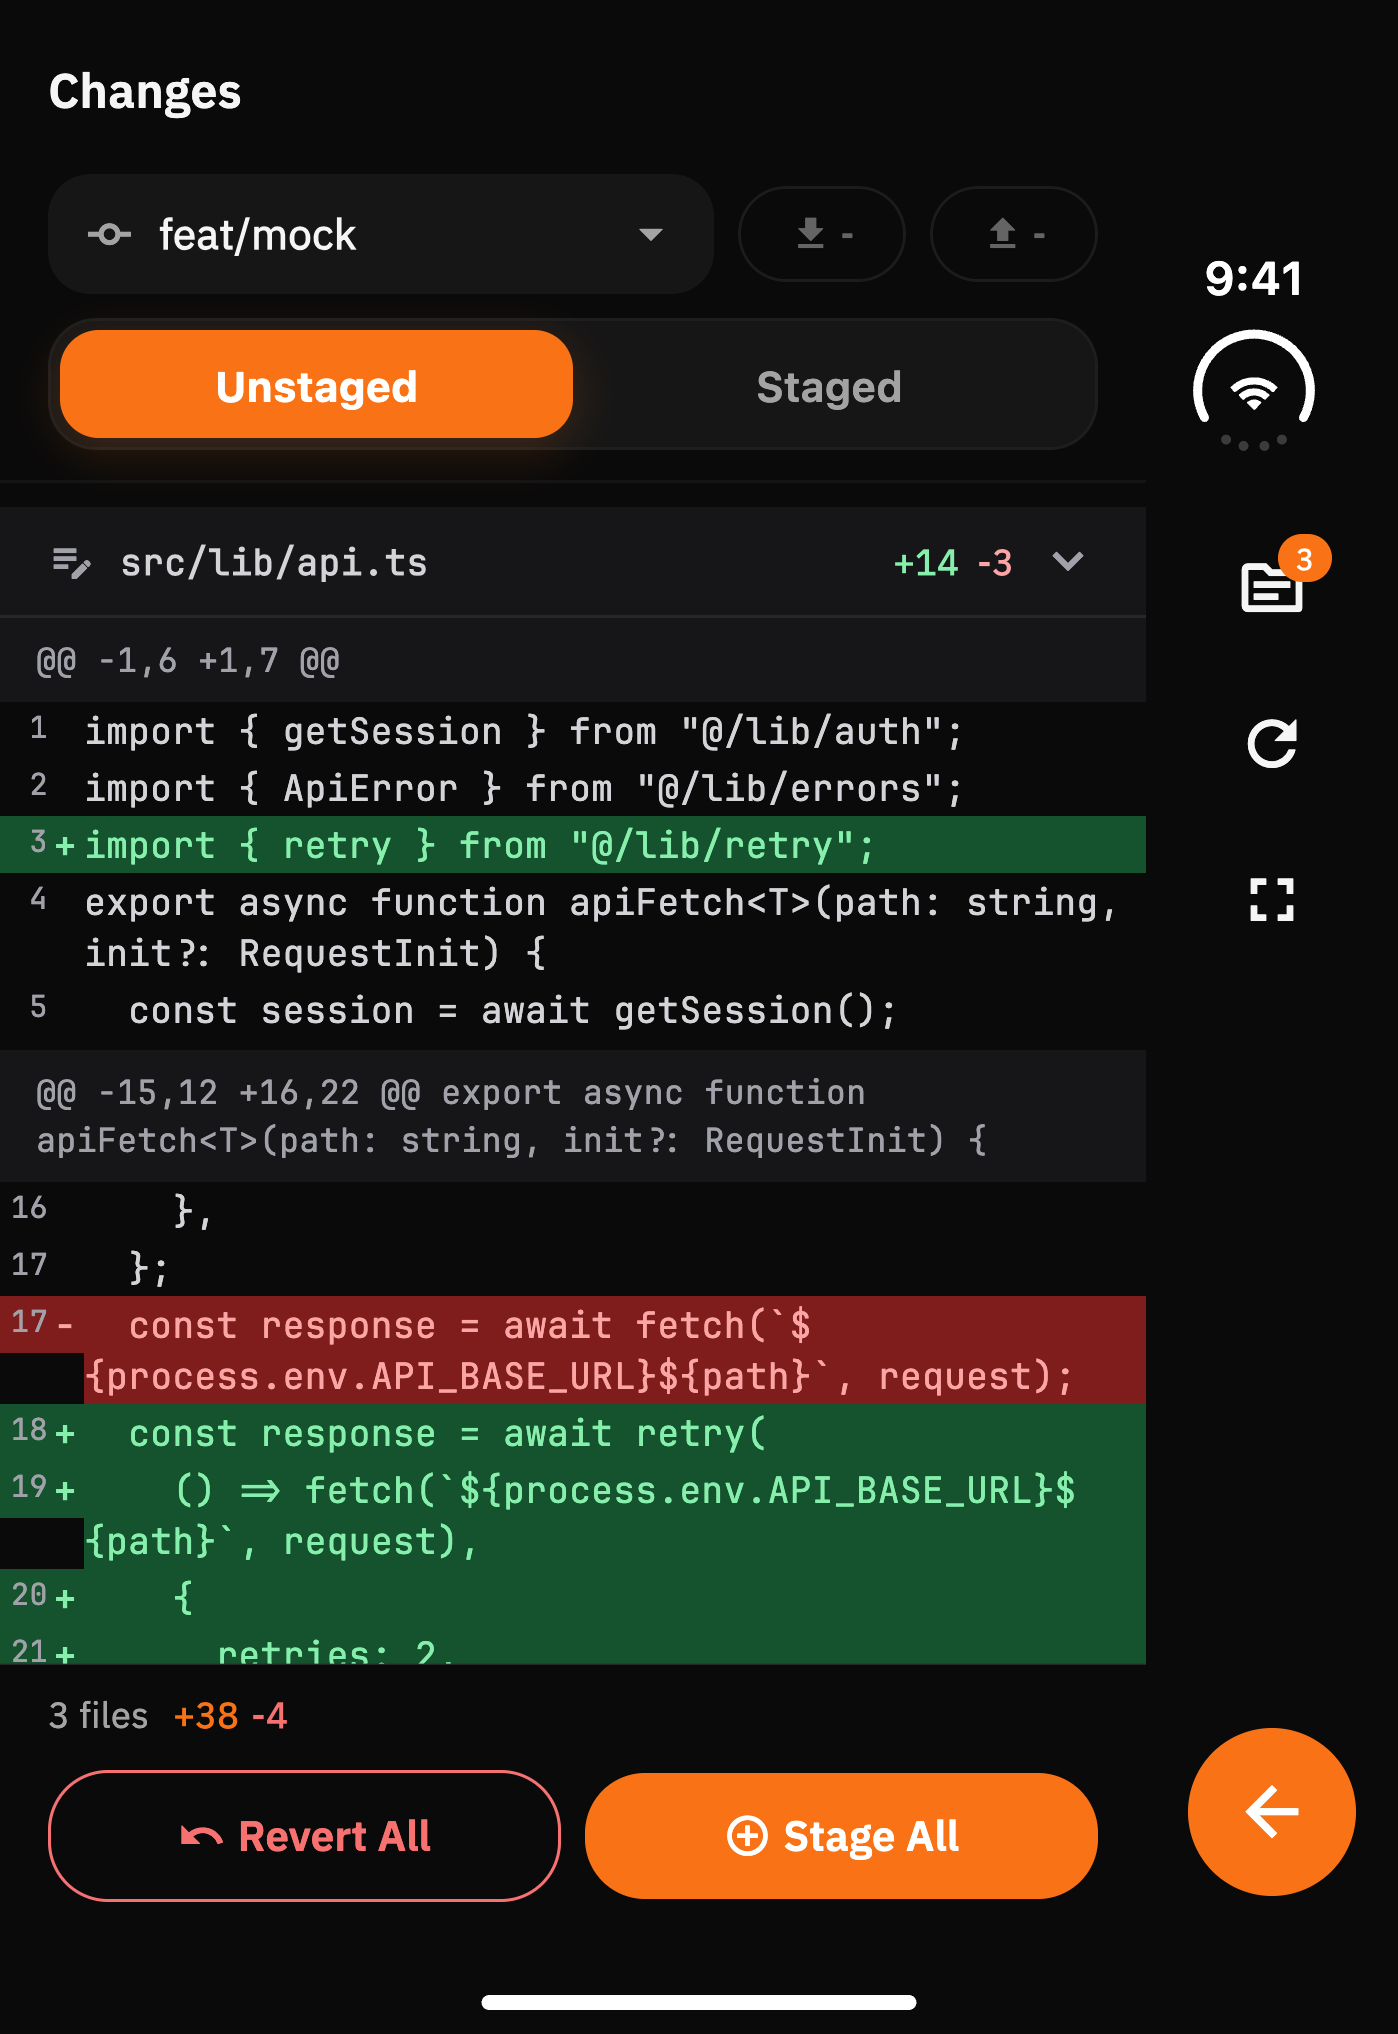 Changes
feat/mock
-
-
9:41
Unstaged
Staged
src/lib/api.ts
+14 -3
3
@@ -1,6 +1,7 @@
1 import { getSession } from "@/lib/auth";
2 import { ApiError } from "@/lib/errors";
3 + import { retry } from "@/lib/retry";
4 export async function apiFetch<T>(path: string,
init?: RequestInit) {
5   const session = await getSession();
@@ -15,12 +16,22 @@ export async function
apiFetch<T>(path: string, init?: RequestInit) {
16     },
17   };
17 -   const response = await fetch(`$
{process.env.API_BASE_URL}${path}`, request);
18 +   const response = await retry(
19 +     () => fetch(`${process.env.API_BASE_URL}$
{path}`, request),
20 +     {
21 +       retries: 2,
3 files +38 -4
Revert All
Stage All